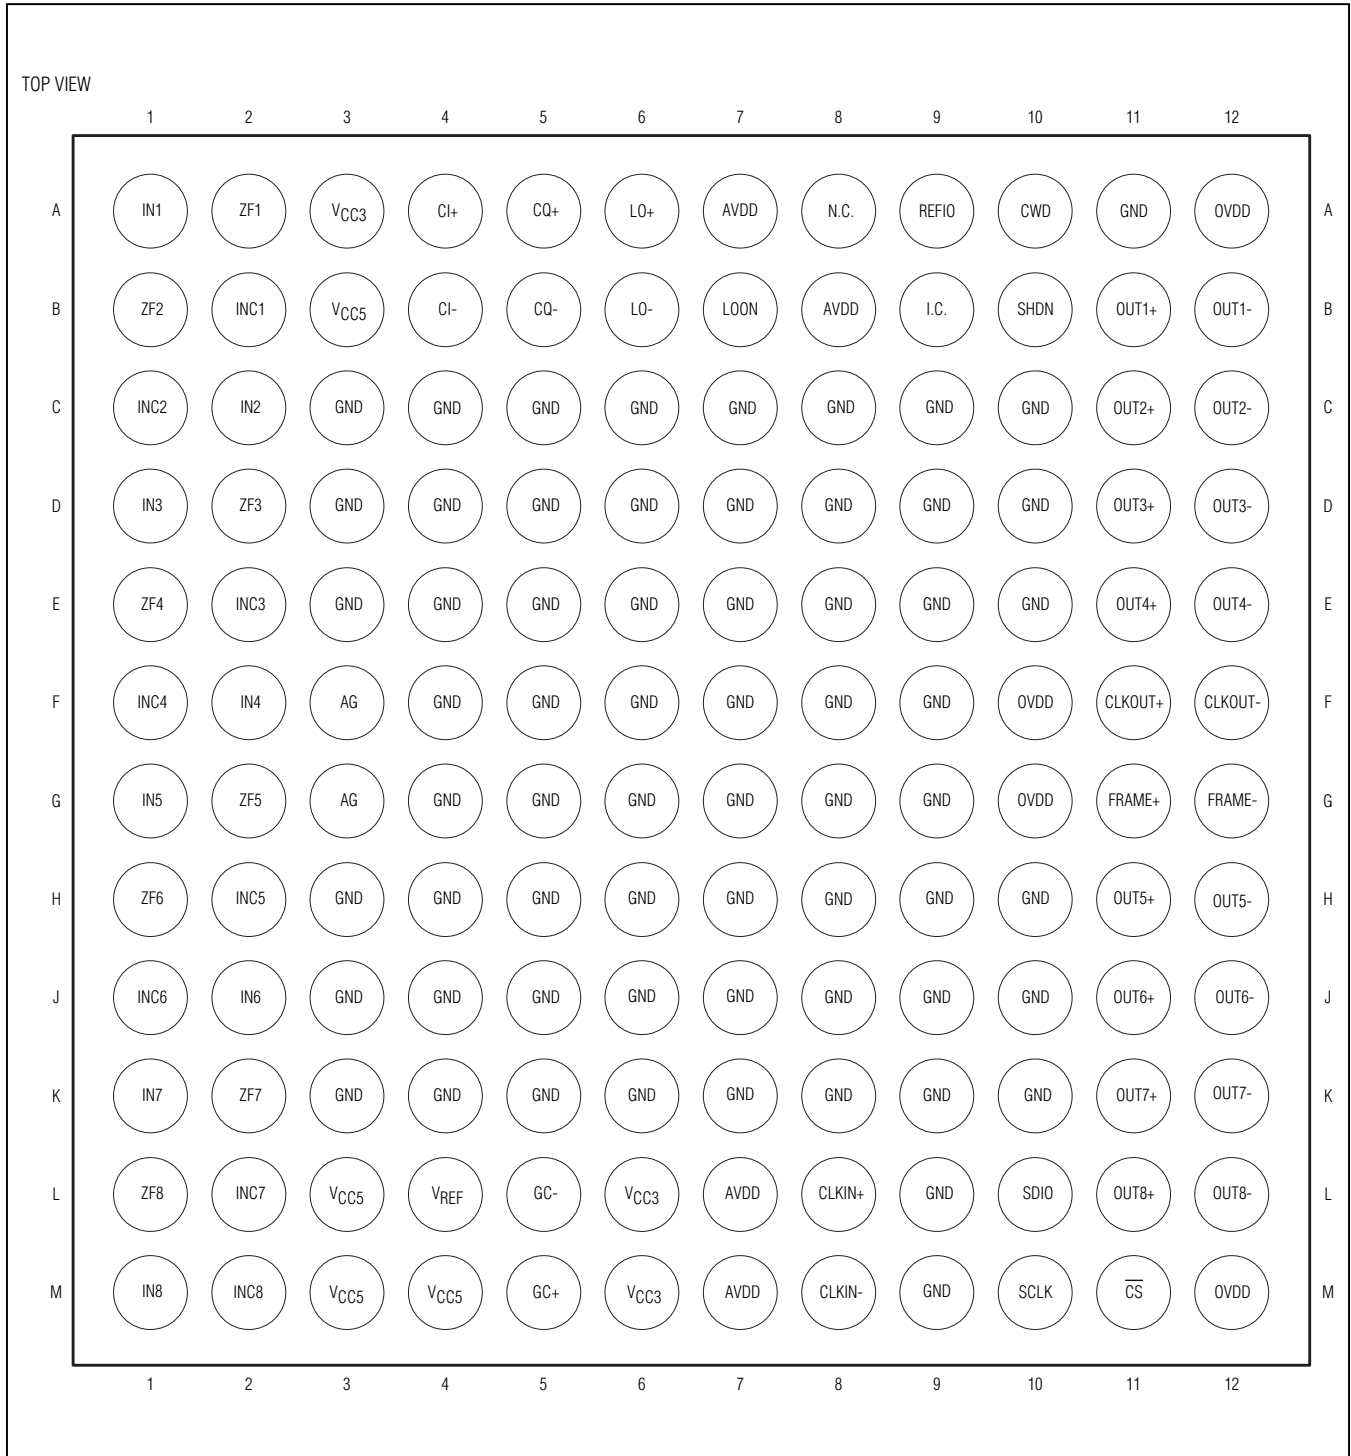 TOP VIEW
1 2 3 4 5 6 7 8 9 10 11 12
A IN1 ZF1 VCC3 CI+ CQ+ LO+ AVDD N.C. REFIO CWD GND OVDD A
B ZF2 INC1 VCC5 CI- CQ- LO- LOON AVDD I.C. SHDN OUT1+ OUT1- B
C INC2 IN2 GND GND GND GND GND GND GND GND OUT2+ OUT2- C
D IN3 ZF3 GND GND GND GND GND GND GND GND OUT3+ OUT3- D
E ZF4 INC3 GND GND GND GND GND GND GND GND OUT4+ OUT4- E
F INC4 IN4 AG GND GND GND GND GND GND OVDD CLKOUT+ CLKOUT- F
G IN5 ZF5 AG GND GND GND GND GND GND OVDD FRAME+ FRAME- G
H ZF6 INC5 GND GND GND GND GND GND GND GND OUT5+ OUT5- H
J INC6 IN6 GND GND GND GND GND GND GND GND OUT6+ OUT6- J
K IN7 ZF7 GND GND GND GND GND GND GND GND OUT7+ OUT7- K
L ZF8 INC7 VCC5 VREF GC- VCC3 AVDD CLKIN+ GND SDIO OUT8+ OUT8- L
M IN8 INC8 VCC5 VCC5 GC+ VCC3 AVDD CLKIN- GND SCLK C̅S̅ OVDD M
1 2 3 4 5 6 7 8 9 10 11 12